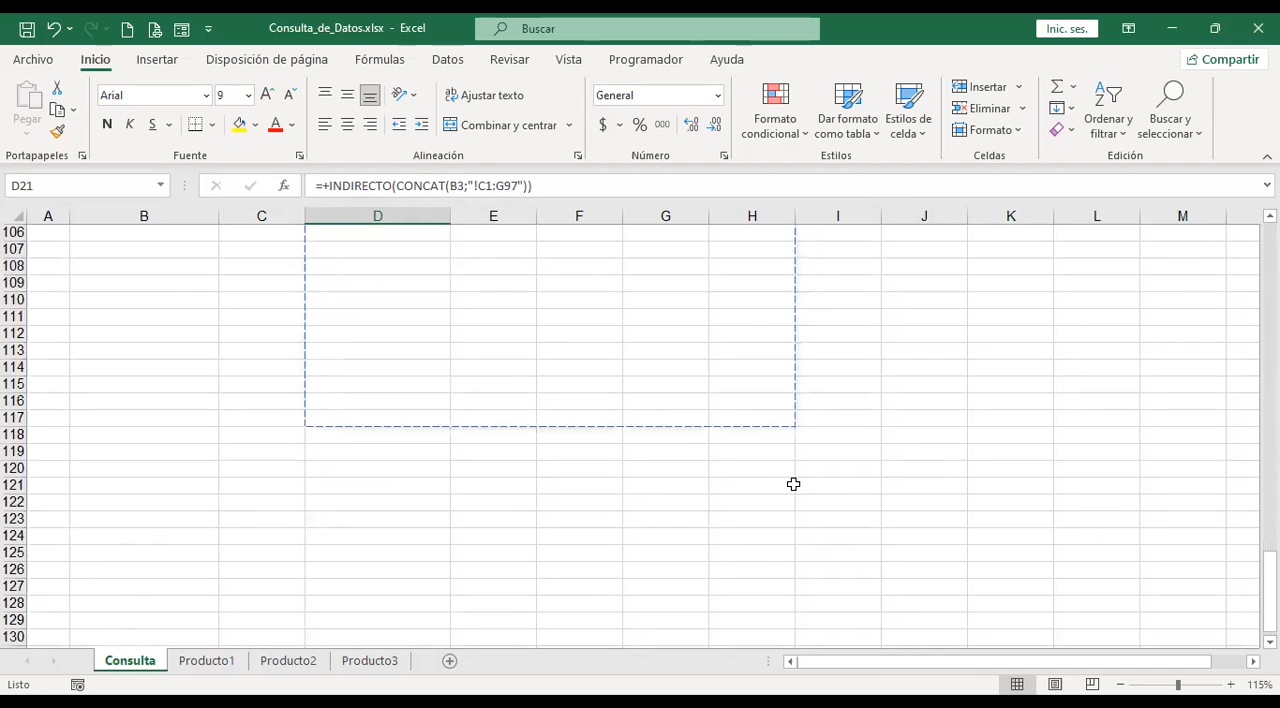 Consulta_de_Datos.xlsx - Excel
Buscar
Inic. ses.
Archivo Inicio Insertar Disposición de página Fórmulas Datos Revisar Vista Programador Ayuda
Compartir
Pegar
Arial 9
N K S
Ajustar texto
Combinar y centrar
General
$ % 000
Formato condicional
Dar formato como tabla
Estilos de celda
Insertar
Eliminar
Formato
Ordenar y filtrar
Buscar y seleccionar
Portapapeles Fuente Alineación Número Estilos Celdas Edición
D21 fx =+INDIRECTO(CONCAT(B3;"!C1:G97"))
A B C D E F G H I J K L M
106
107
108
109
110
111
112
113
114
115
116
117
118
119
120
121
122
123
124
125
126
127
128
129
130
Consulta Producto1 Producto2 Producto3
Listo
115%